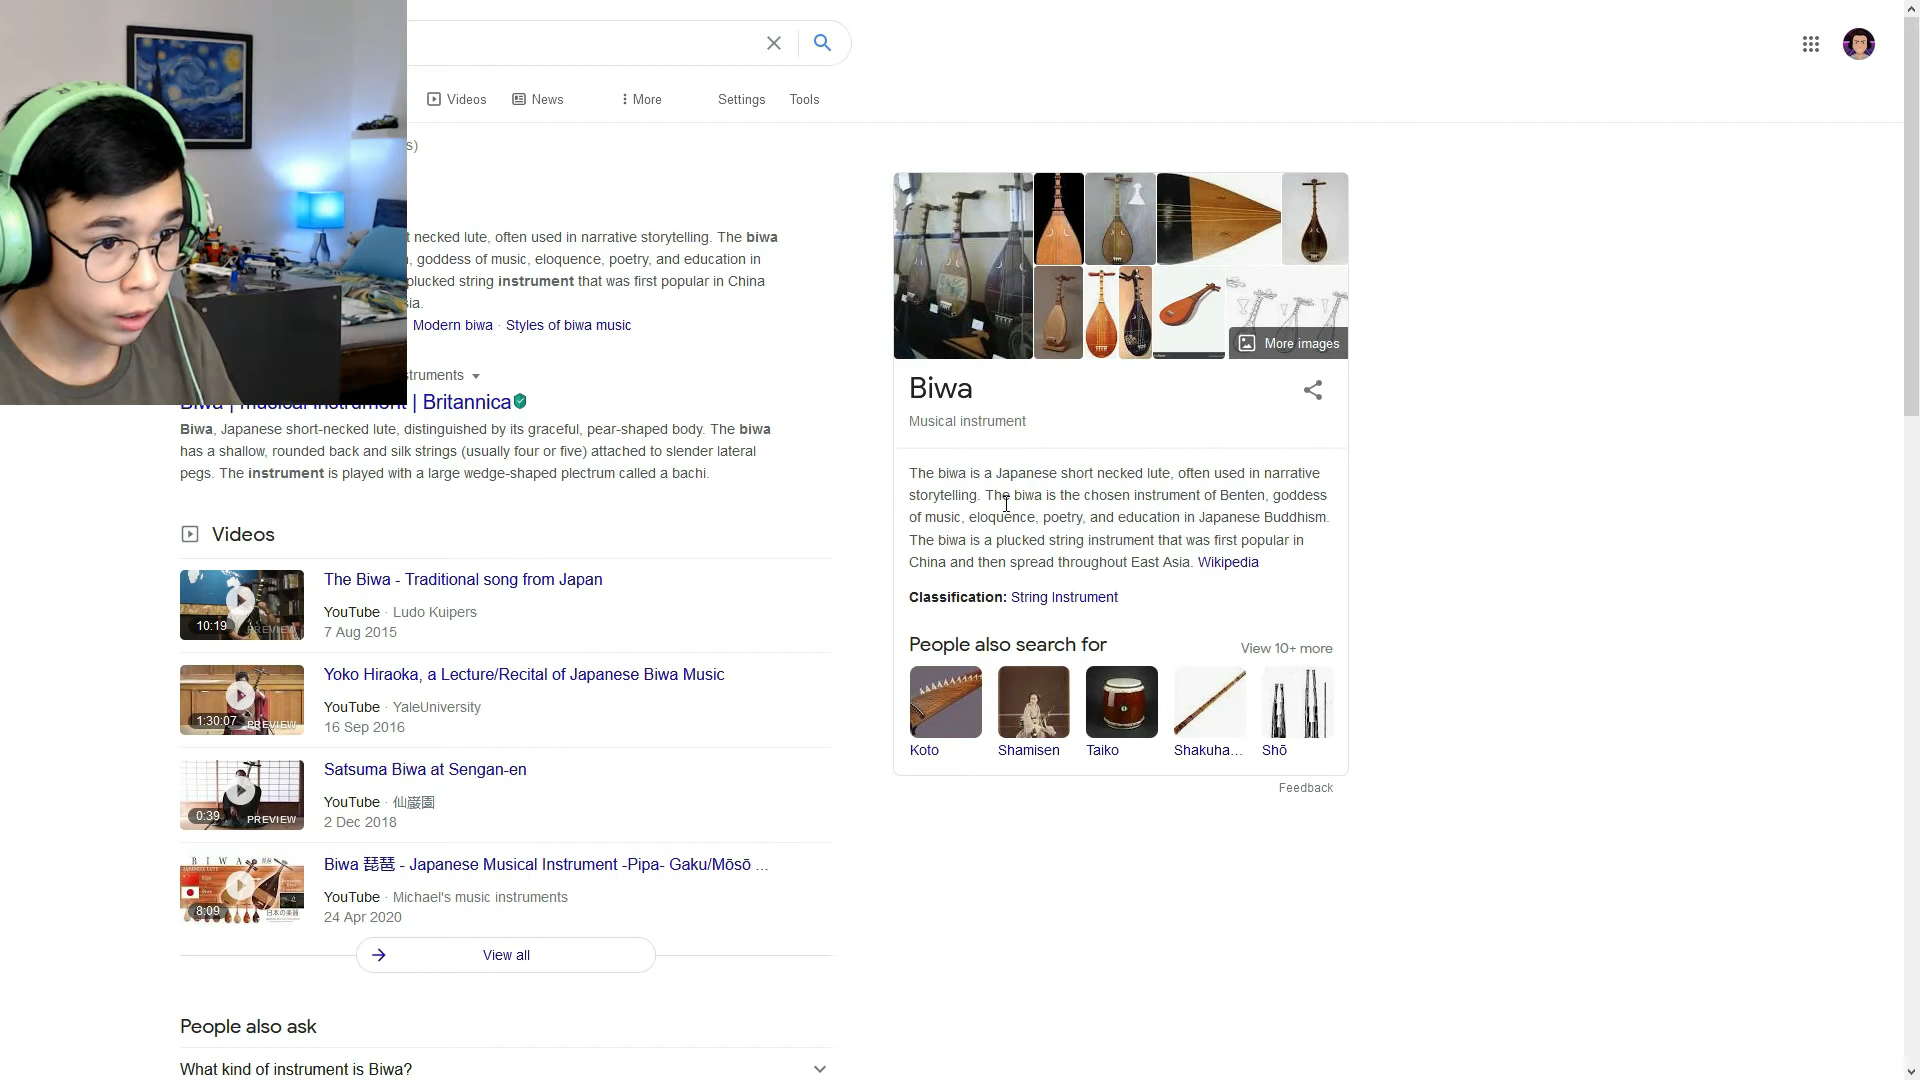 Videos
News
More
Settings
Tools
s)
necked lute, often used in narrative storytelling. The biwa
, goddess of music, eloquence, poetry, and education in
plucked string instrument that was first popular in China
ia.
Modern biwa · Styles of biwa music
struments
Biwa | musical instrument | Britannica
Biwa, Japanese short-necked lute, distinguished by its graceful, pear-shaped body. The biwa
has a shallow, rounded back and silk strings (usually four or five) attached to slender lateral
pegs. The instrument is played with a large wedge-shaped plectrum called a bachi.
Videos
The Biwa - Traditional song from Japan
YouTube · Ludo Kuipers
7 Aug 2015
10:19
PREVIEW
Yoko Hiraoka, a Lecture/Recital of Japanese Biwa Music
YouTube · YaleUniversity
16 Sep 2016
1:30:07
PREVIEW
Satsuma Biwa at Sengan-en
YouTube · 仙巌園
2 Dec 2018
0:39
PREVIEW
Biwa 琵琶 - Japanese Musical Instrument -Pipa- Gaku/Mōsō ...
YouTube · Michael's music instruments
24 Apr 2020
BIWA
8:09
日本の楽器
View all
People also ask
What kind of instrument is Biwa?
More images
Biwa
Musical instrument
The biwa is a Japanese short necked lute, often used in narrative
storytelling. The biwa is the chosen instrument of Benten, goddess
of music, eloquence, poetry, and education in Japanese Buddhism.
The biwa is a plucked string instrument that was first popular in
China and then spread throughout East Asia. Wikipedia
Classification: String Instrument
People also search for
View 10+ more
Koto
Shamisen
Taiko
Shakuha...
Shō
Feedback